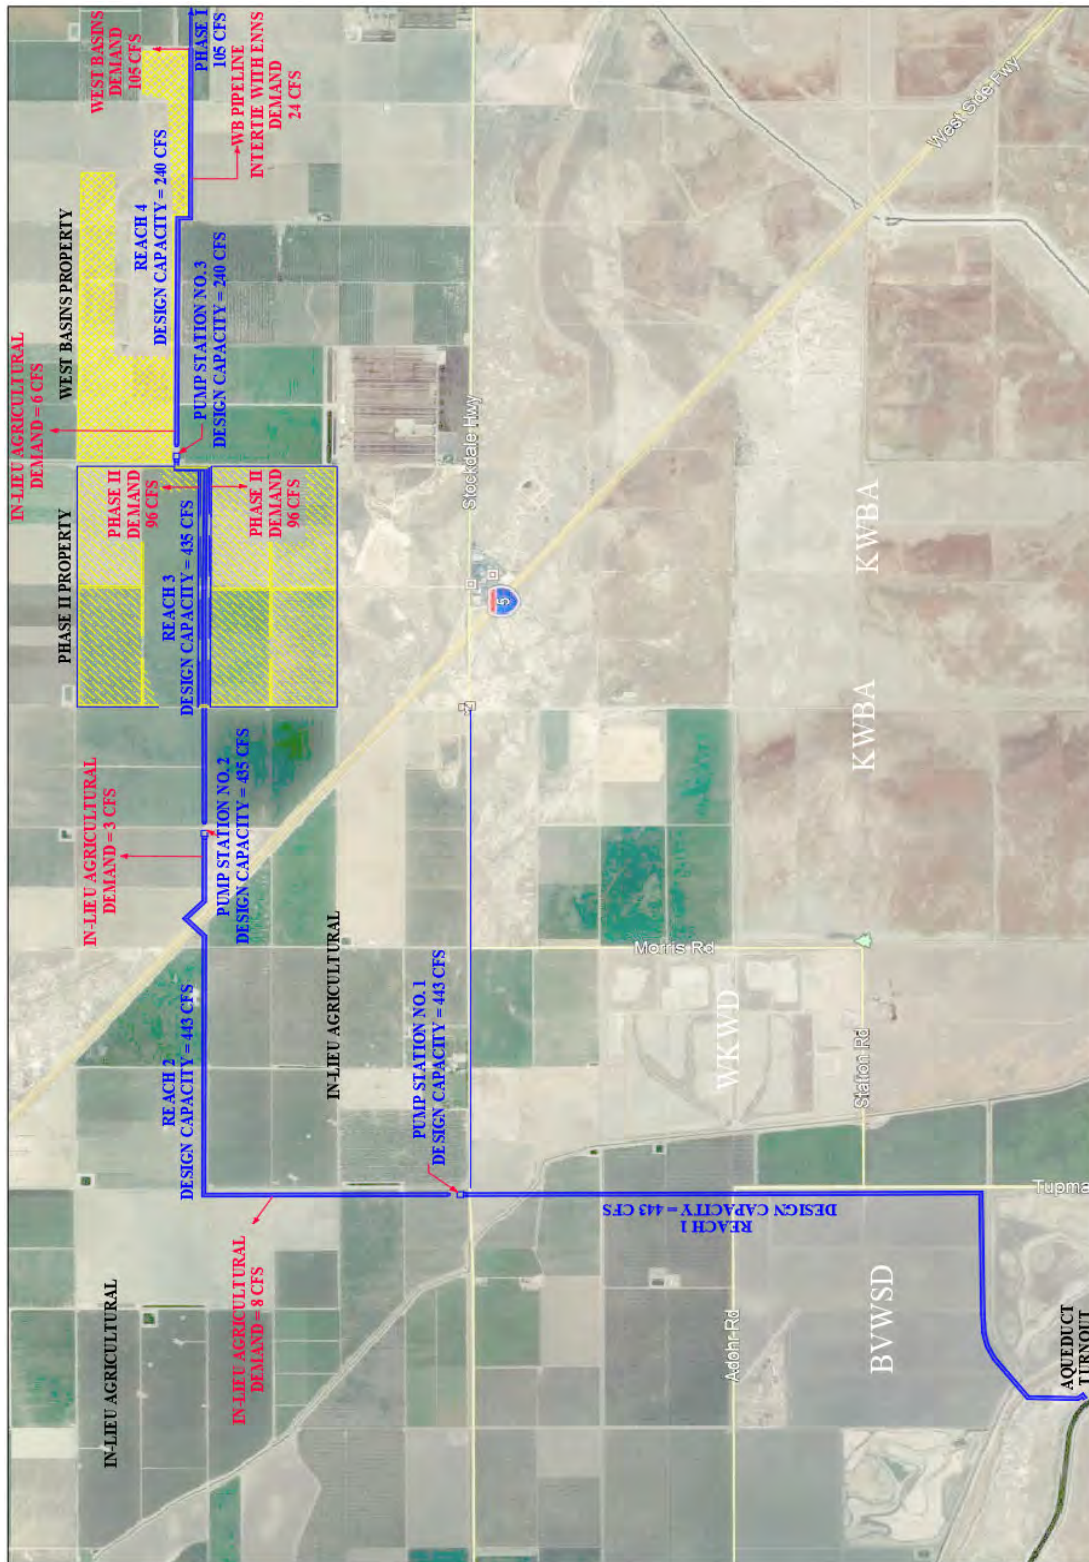 WEST BASINS
DEMAND
105 CFS
PHASE I
105 CFS
WB PIPELINE
INTERTIE WITH ENNS
DEMAND
24 CFS
West Side Fwy
REACH 4
DESIGN CAPACITY = 240 CFS
WEST BASINS PROPERTY
PUMP STATION NO. 3
DESIGN CAPACITY = 240 CFS
IN-LIEU AGRICULTURAL
DEMAND = 6 CFS
Stockdale Hwy
PHASE II
DEMAND
96 CFS
PHASE II
DEMAND
96 CFS
PHASE II PROPERTY
REACH 3
DESIGN CAPACITY = 435 CFS
5
KWBA
KWBA
IN-LIEU AGRICULTURAL
DEMAND = 3 CFS
PUMP STATION NO. 2
DESIGN CAPACITY = 435 CFS
Morris Rd
IN-LIEU AGRICULTURAL
REACH 2
DESIGN CAPACITY = 443 CFS
PUMP STATION NO. 1
DESIGN CAPACITY = 443 CFS
WKWD
Station Rd
REACH 1
DESIGN CAPACITY = 443 CFS
Tupma
IN-LIEU AGRICULTURAL
DEMAND = 8 CFS
IN-LIEU AGRICULTURAL
Adohr Rd
BVWSD
AQUEDUCT
TURNOUT